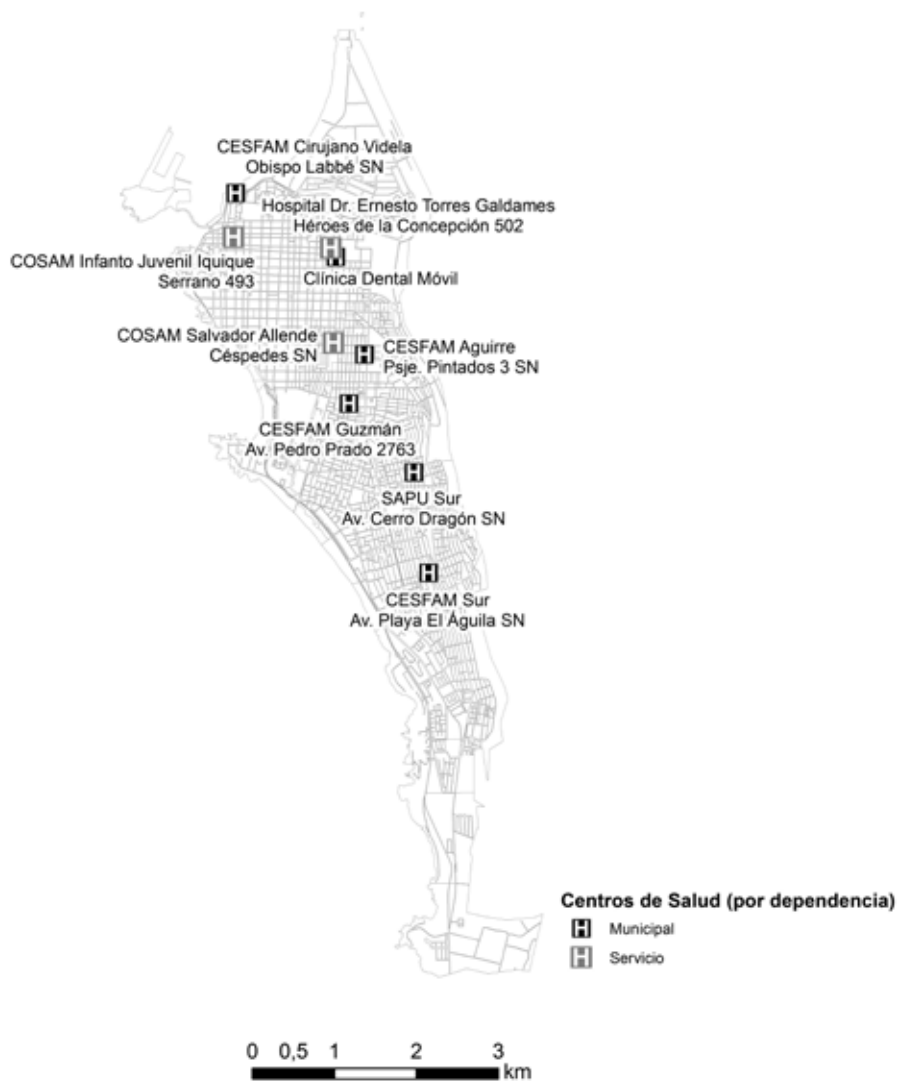 CESFAM Cirujano Videla
Obispo Labbé SN
Hospital Dr. Ernesto Torres Galdames
Héroes de la Concepción 502
COSAM Infanto Juvenil Iquique
Serrano 493
Clínica Dental Móvil
COSAM Salvador Allende
Céspedes SN
CESFAM Aguirre
Psje. Pintados 3 SN
CESFAM Guzmán
Av. Pedro Prado 2763
SAPU Sur
Av. Cerro Dragón SN
CESFAM Sur
Av. Playa El Águila SN
Centros de Salud (por dependencia)
Municipal
Servicio
0 0,5 1 2 3
km